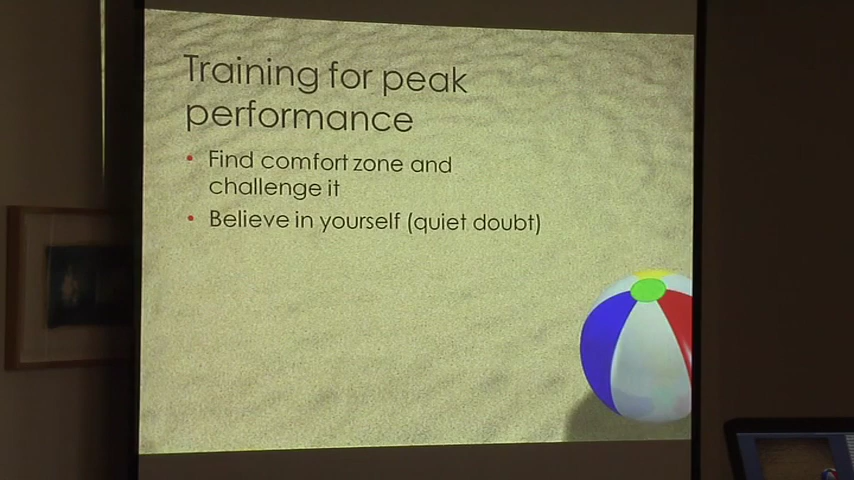 Training for peak
performance
• Find comfort zone and
challenge it
• Believe in yourself (quiet doubt)